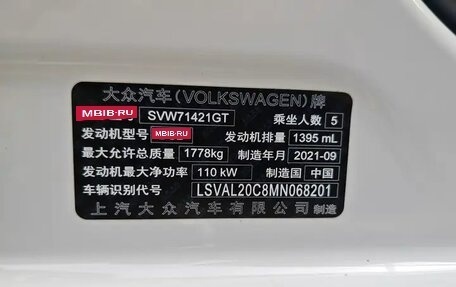 大众汽车(VOLKSWAGEN)牌
MBIB.RU SVW71421GT 乘坐人数 5
发动机型号 MBIB.RU 发动机排量 1395 mL
最大允许总质量 1778kg 制造年月 2021-09
发动机最大净功率 110 kW 制造国 中国
车辆识别代号 LSVAL20C8MN068201
上汽大众汽车有限公司 制造